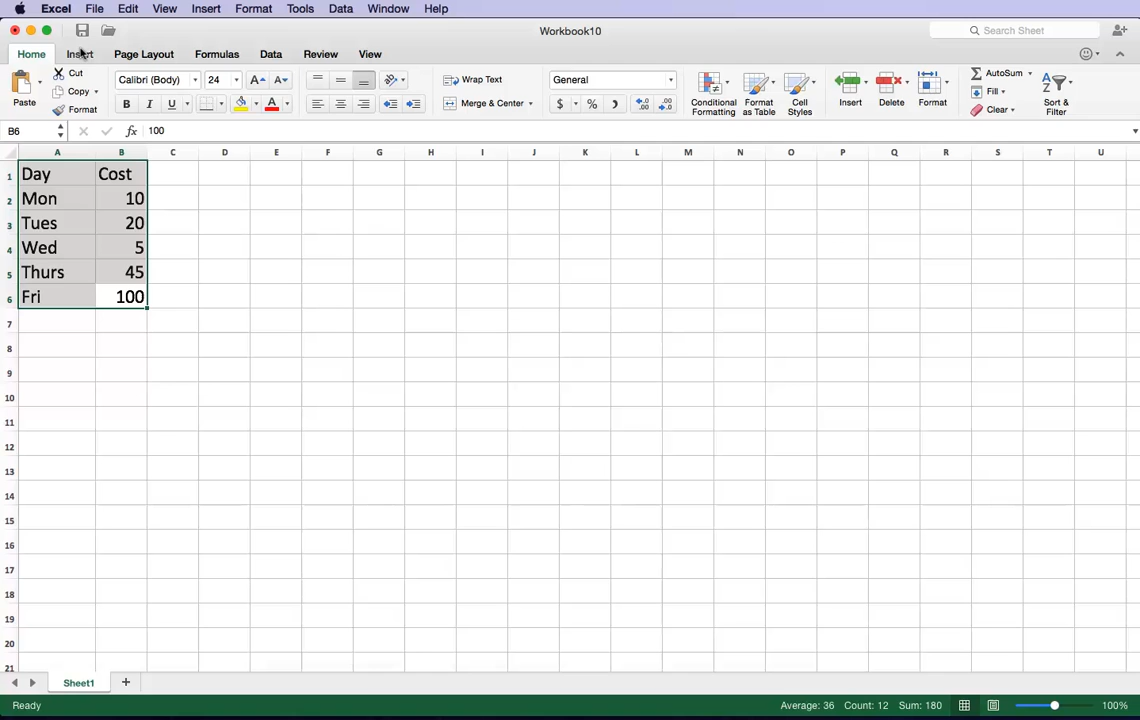 Excel File Edit View Insert Format Tools Data Window Help
Workbook10
Search Sheet
Home Insert Page Layout Formulas Data Review View
Paste
Cut
Copy
Format
Calibri (Body) 24
A A
B I U A
Wrap Text
Merge & Center
General
$ %
Conditional Formatting
Format as Table
Cell Styles
Insert
Delete
Format
AutoSum
Fill
Clear
Sort & Filter
B6 fx 100
A B C D E F G H I J K L M N O P Q R S T U
1 Day Cost
2 Mon 10
3 Tues 20
4 Wed 5
5 Thurs 45
6 Fri 100
7
8
9
10
11
12
13
14
15
16
17
18
19
20
21
Sheet1 +
Ready Average: 36 Count: 12 Sum: 180 100%